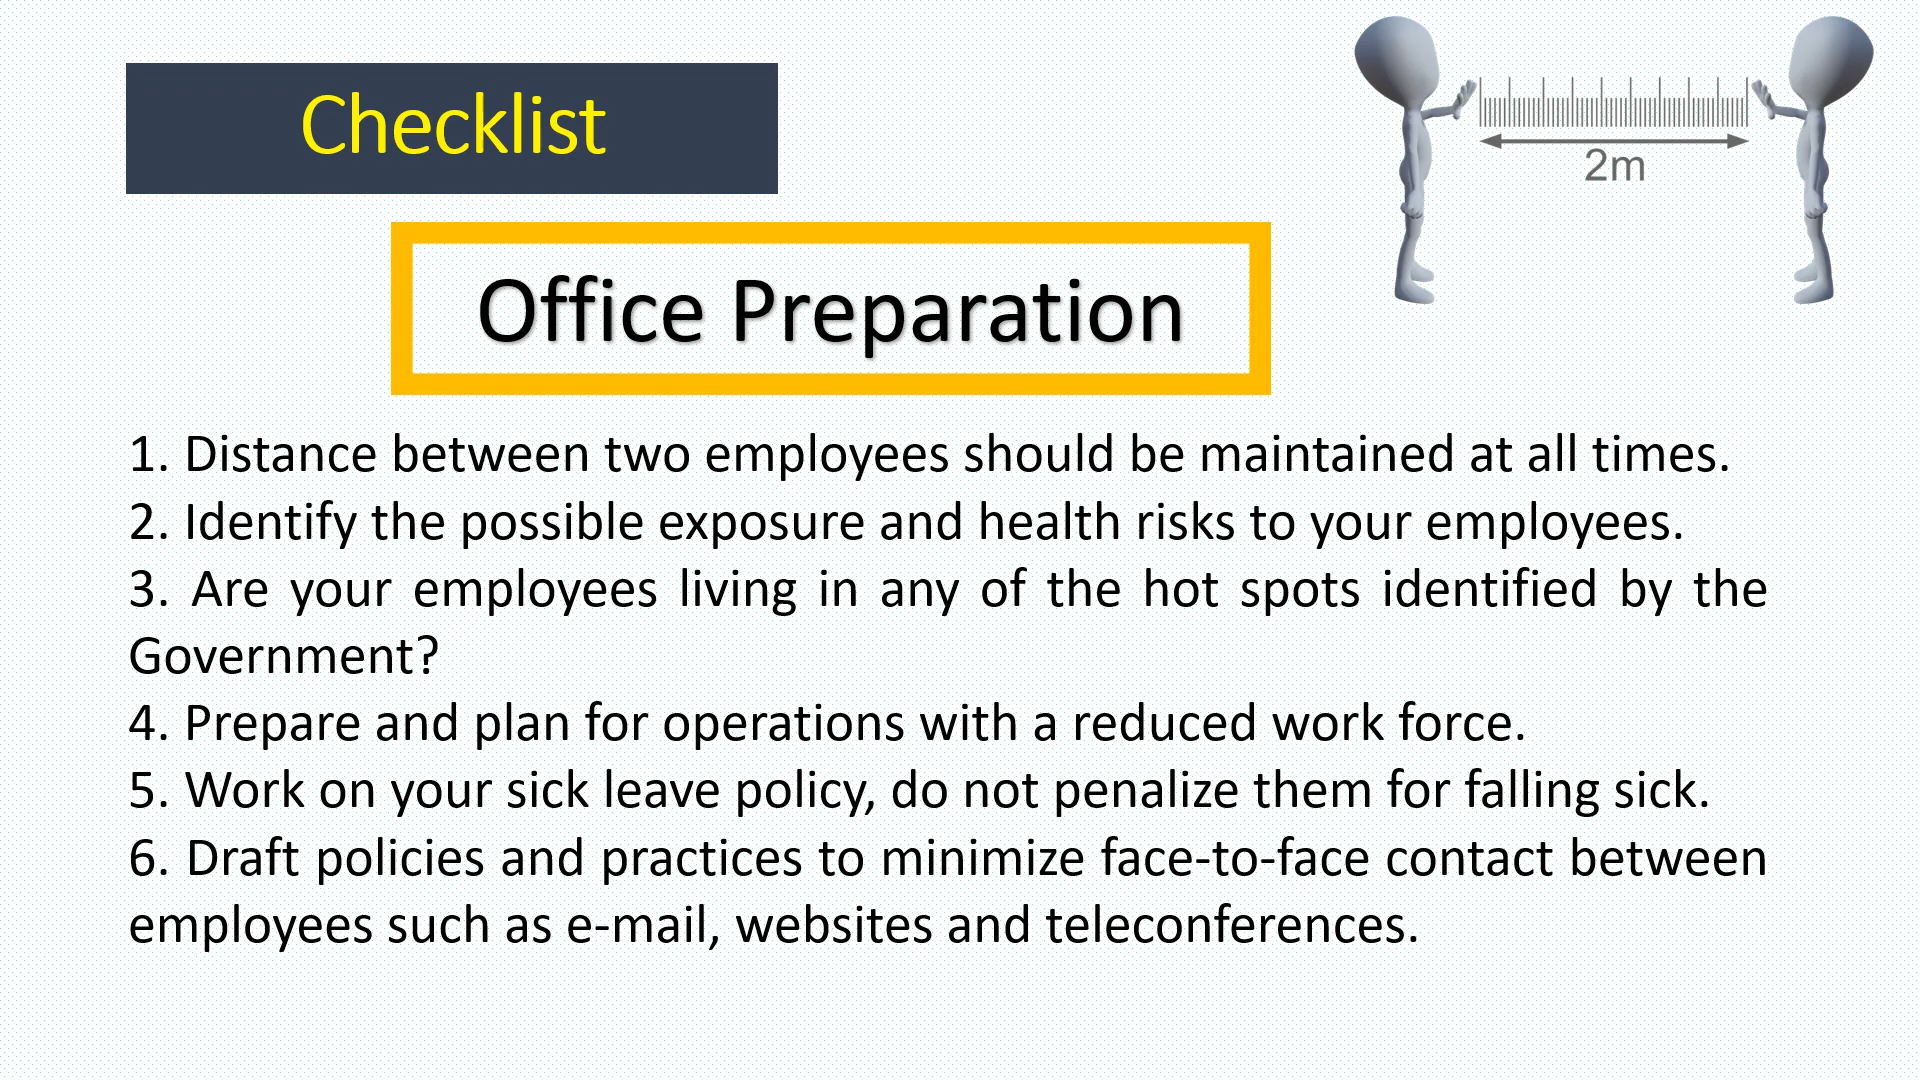 Checklist
2m
Office Preparation
1. Distance between two employees should be maintained at all times.
2. Identify the possible exposure and health risks to your employees.
3. Are your employees living in any of the hot spots identified by the
Government?
4. Prepare and plan for operations with a reduced work force.
5. Work on your sick leave policy, do not penalize them for falling sick.
6. Draft policies and practices to minimize face-to-face contact between
employees such as e-mail, websites and teleconferences.